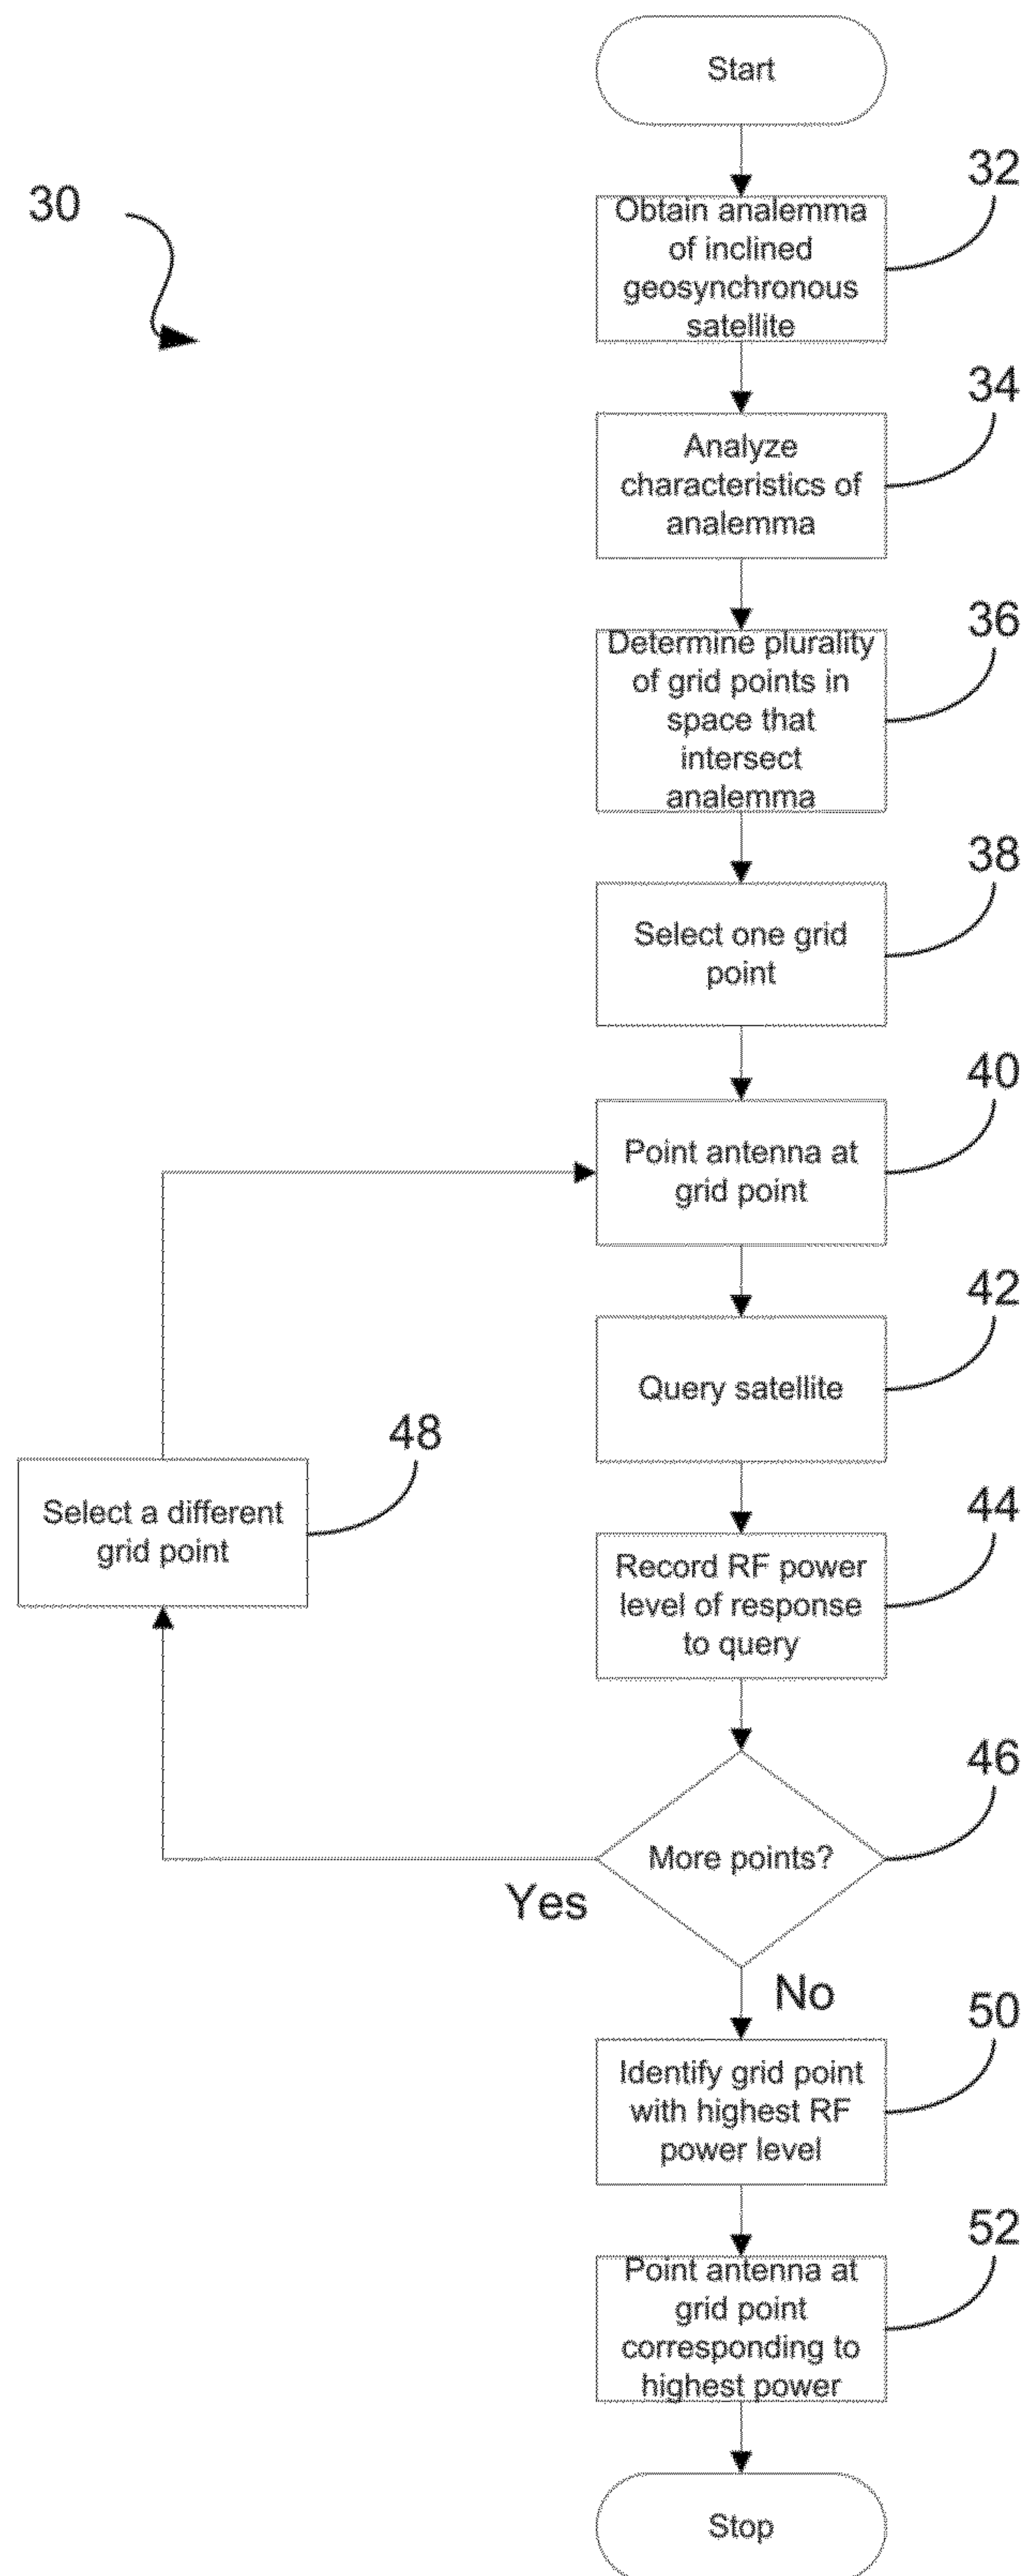 Start
32
30
Obtain analemma
of inclined
geosynchronous
satellite
34
Analyze
characteristics of
analemma
36
Determine plurality
of grid points in
space that
intersect
analemma
38
Select one grid
point
40
Point antenna at
grid point
42
Query satellite
48
Select a different
grid point
44
Record RF power
level of response
to query
46
More points?
Yes
No
50
Identify grid point
with highest RF
power level
52
Point antenna at
grid point
corresponding to
highest power
Stop